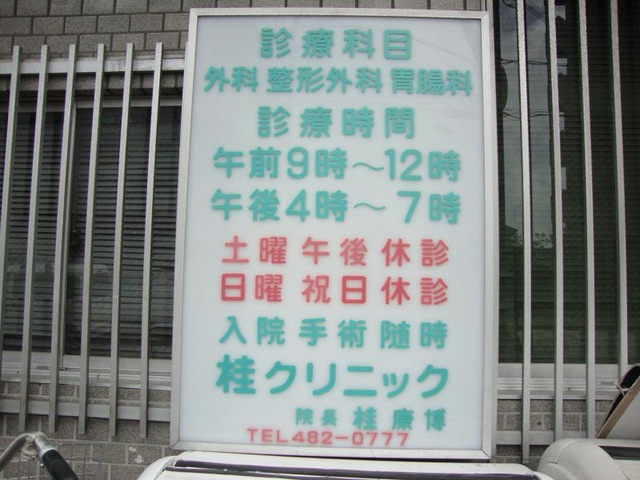 診療科目
外科 整形外科 胃腸科
診療時間
午前9時〜12時
午後4時〜7時
土曜午後休診
日曜 祝日休診
入院手術随時
桂クリニック
院長 桂康博
TEL482-0777